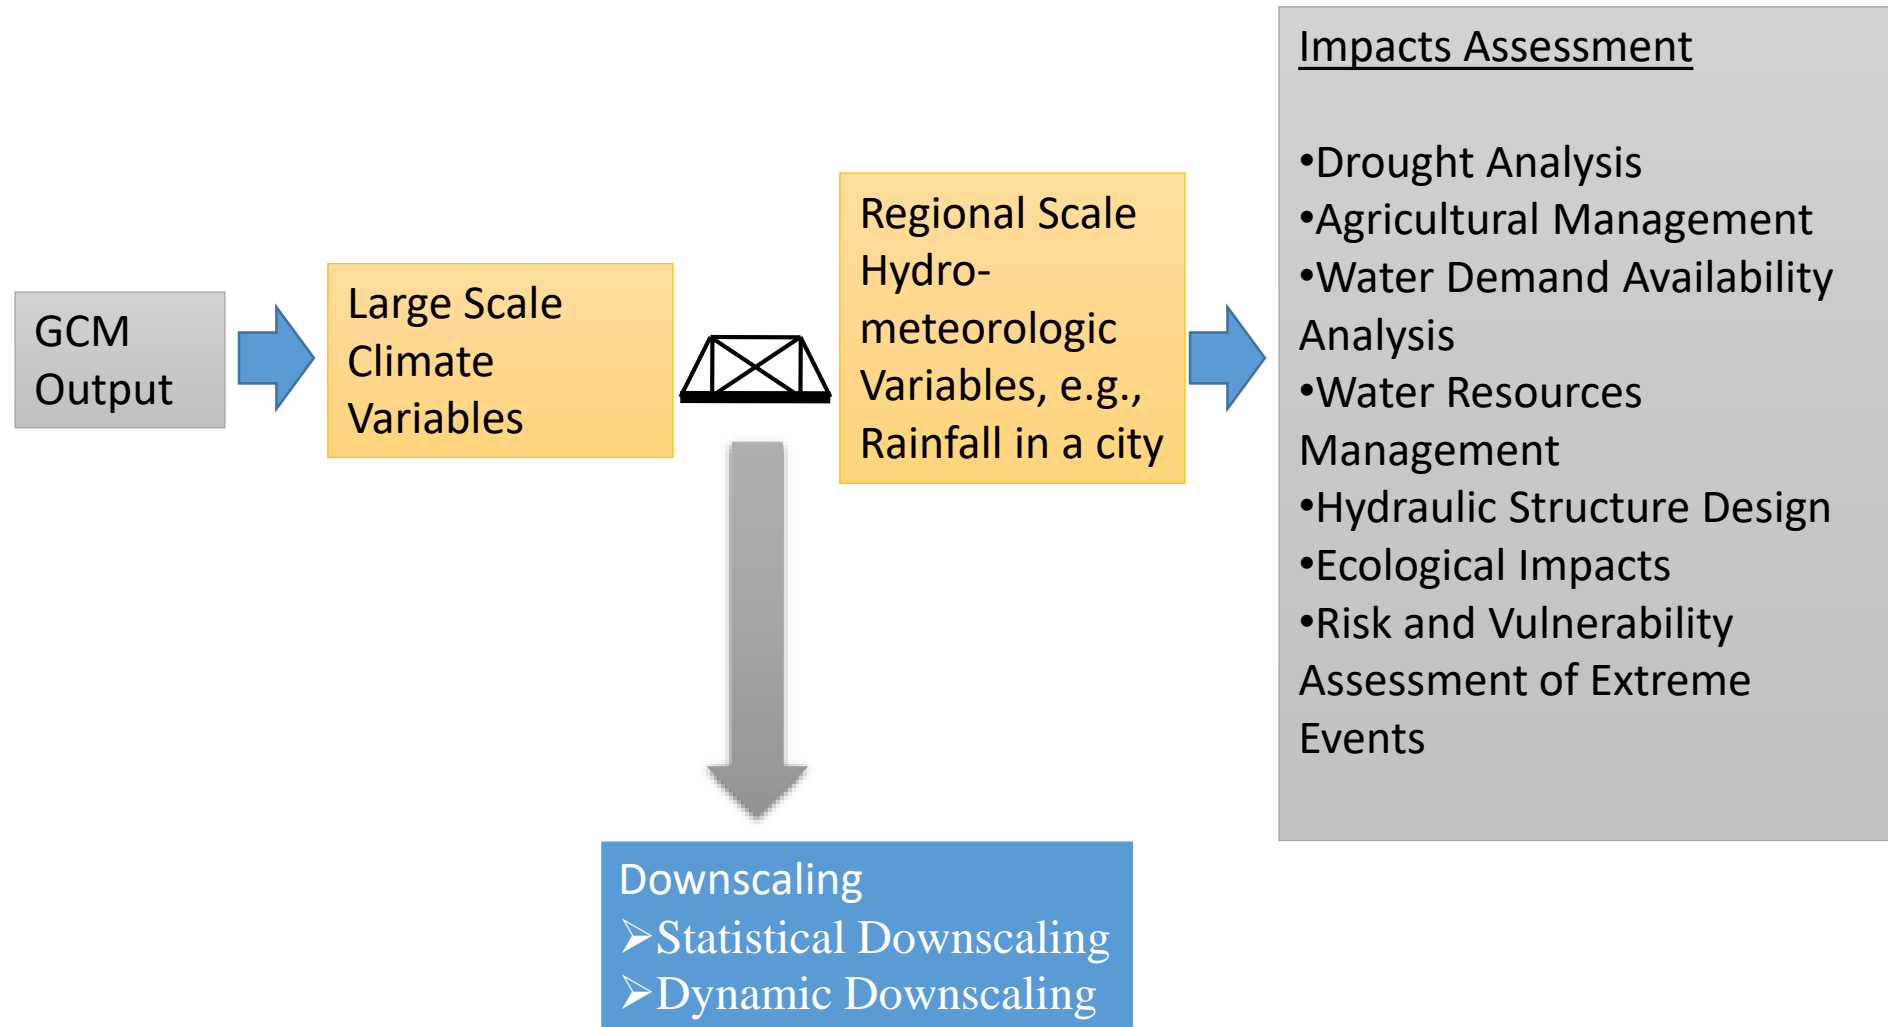 GCM
Output
Large Scale
Climate
Variables
Regional Scale
Hydro-
meteorologic
Variables, e.g.,
Rainfall in a city
Impacts Assessment
•Drought Analysis
•Agricultural Management
•Water Demand Availability
Analysis
•Water Resources
Management
•Hydraulic Structure Design
•Ecological Impacts
•Risk and Vulnerability
Assessment of Extreme
Events
Downscaling
➢Statistical Downscaling
➢Dynamic Downscaling